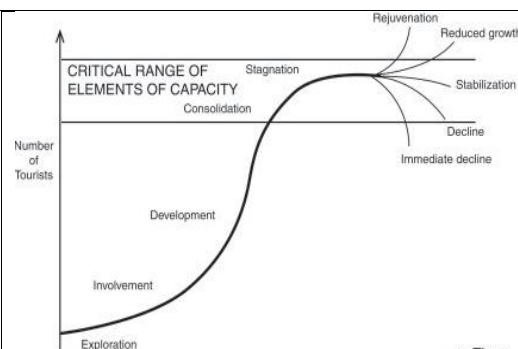 Rejuvenation
Reduced growth
CRITICAL RANGE OF
ELEMENTS OF CAPACITY
Stagnation
Stabilization
Consolidation
Decline
Number
of
Tourists
Immediate decline
Development
Involvement
Exploration